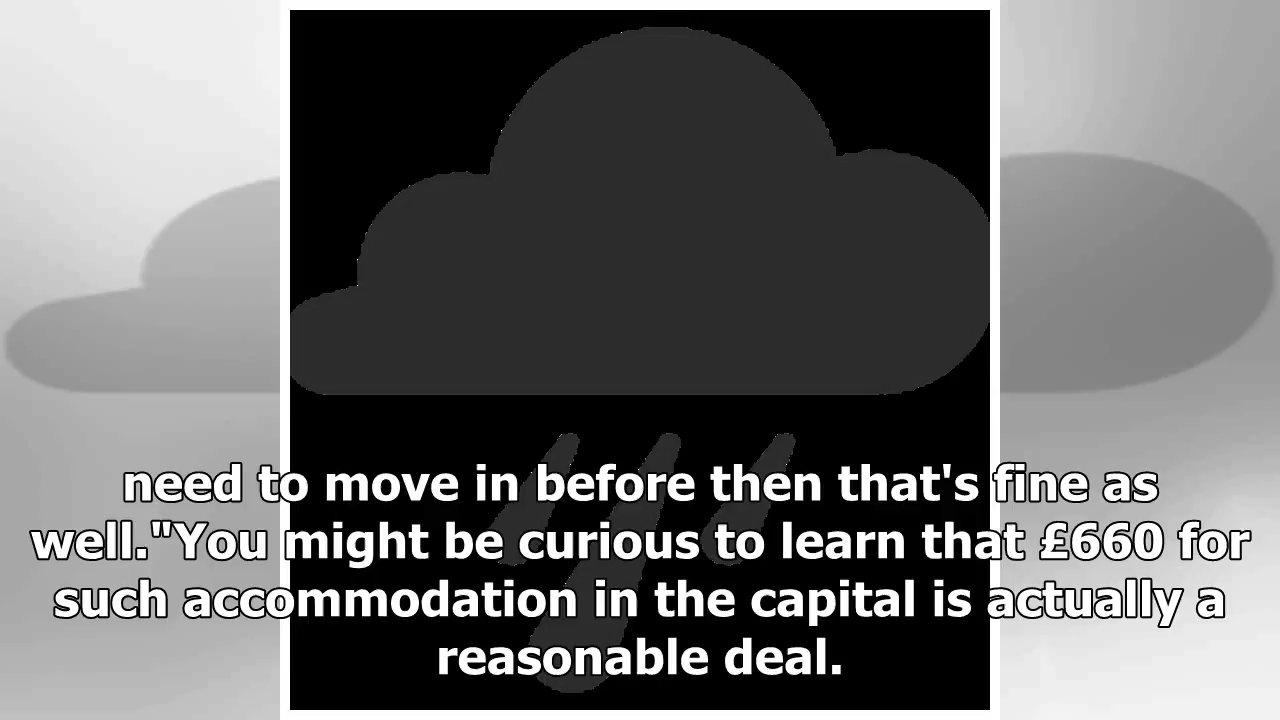 need to move in before then that's fine as
well."You might be curious to learn that £660 for
such accommodation in the capital is actually a
reasonable deal.